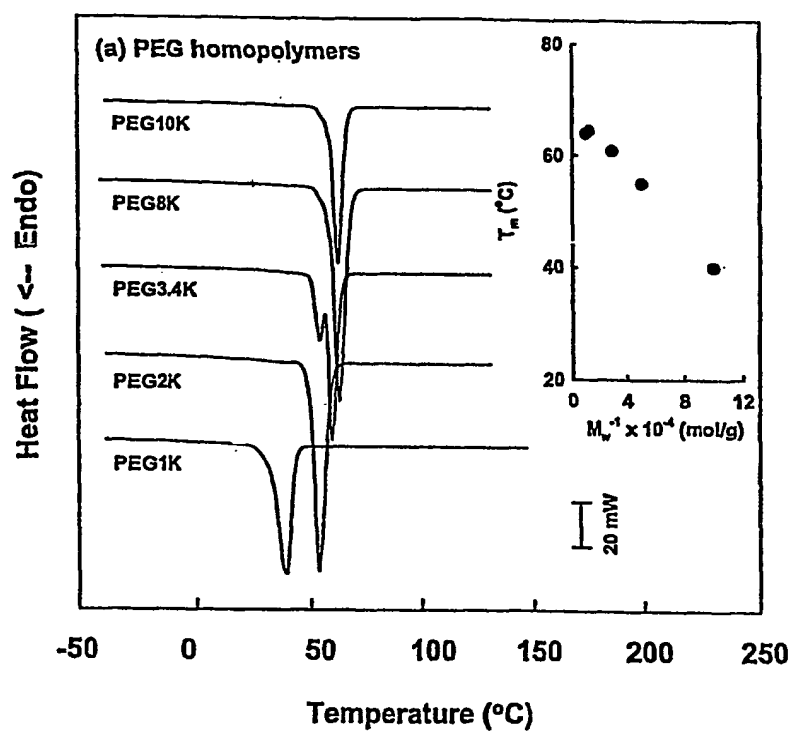 (a) PEG homopolymers
PEG10K
PEG8K
PEG3.4K
PEG2K
PEG1K
Heat Flow ( <-- Endo)
-50 0 50 100 150 200 250
Temperature (°C)
80
60
40
20
Tm (°C)
0 4 8 12
Mw⁻¹ x 10⁻⁴ (mol/g)
20 mW